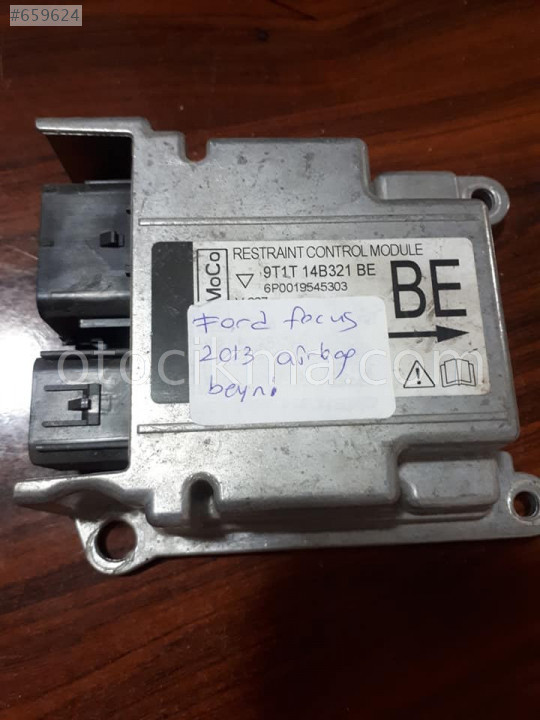 #659624
RESTRAINT CONTROL MODULE
MoCo
9T1T 14B321 BE
6P0019545303
BE
Ford focus
2013 airbag
beyni
otocikma.com